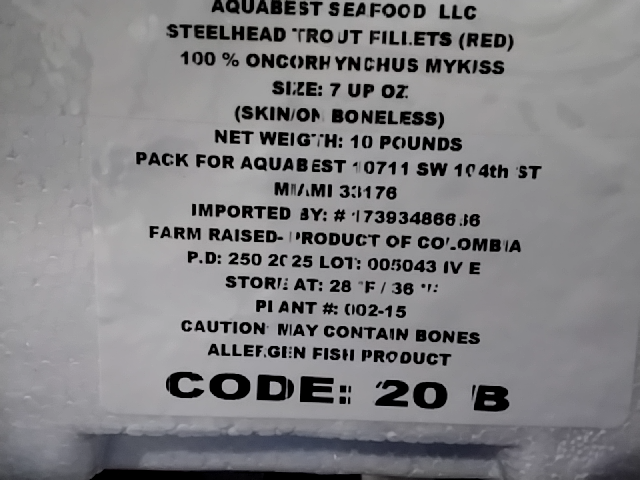 AQUABEST SEAFOOD LLC
STEELHEAD TROUT FILLETS (RED)
100 % ONCORHYNCHUS MYKISS
SIZE: 7 UP OZ
(SKIN/ON BONELESS)
NET WEIGTH: 10 POUNDS
PACK FOR AQUABEST 10711 SW 104th ST
MIAMI 33176
IMPORTED BY: #
FARM RAISED- PRODUCT OF COLOMBIA
P.D: 250 2025 LOT: 005043 IV E
STORE AT: 28 °F / 36 °F
PLANT #: 002-15
CAUTION MAY CONTAIN BONES
ALLERGEN FISH PRODUCT
CODE: 20 B